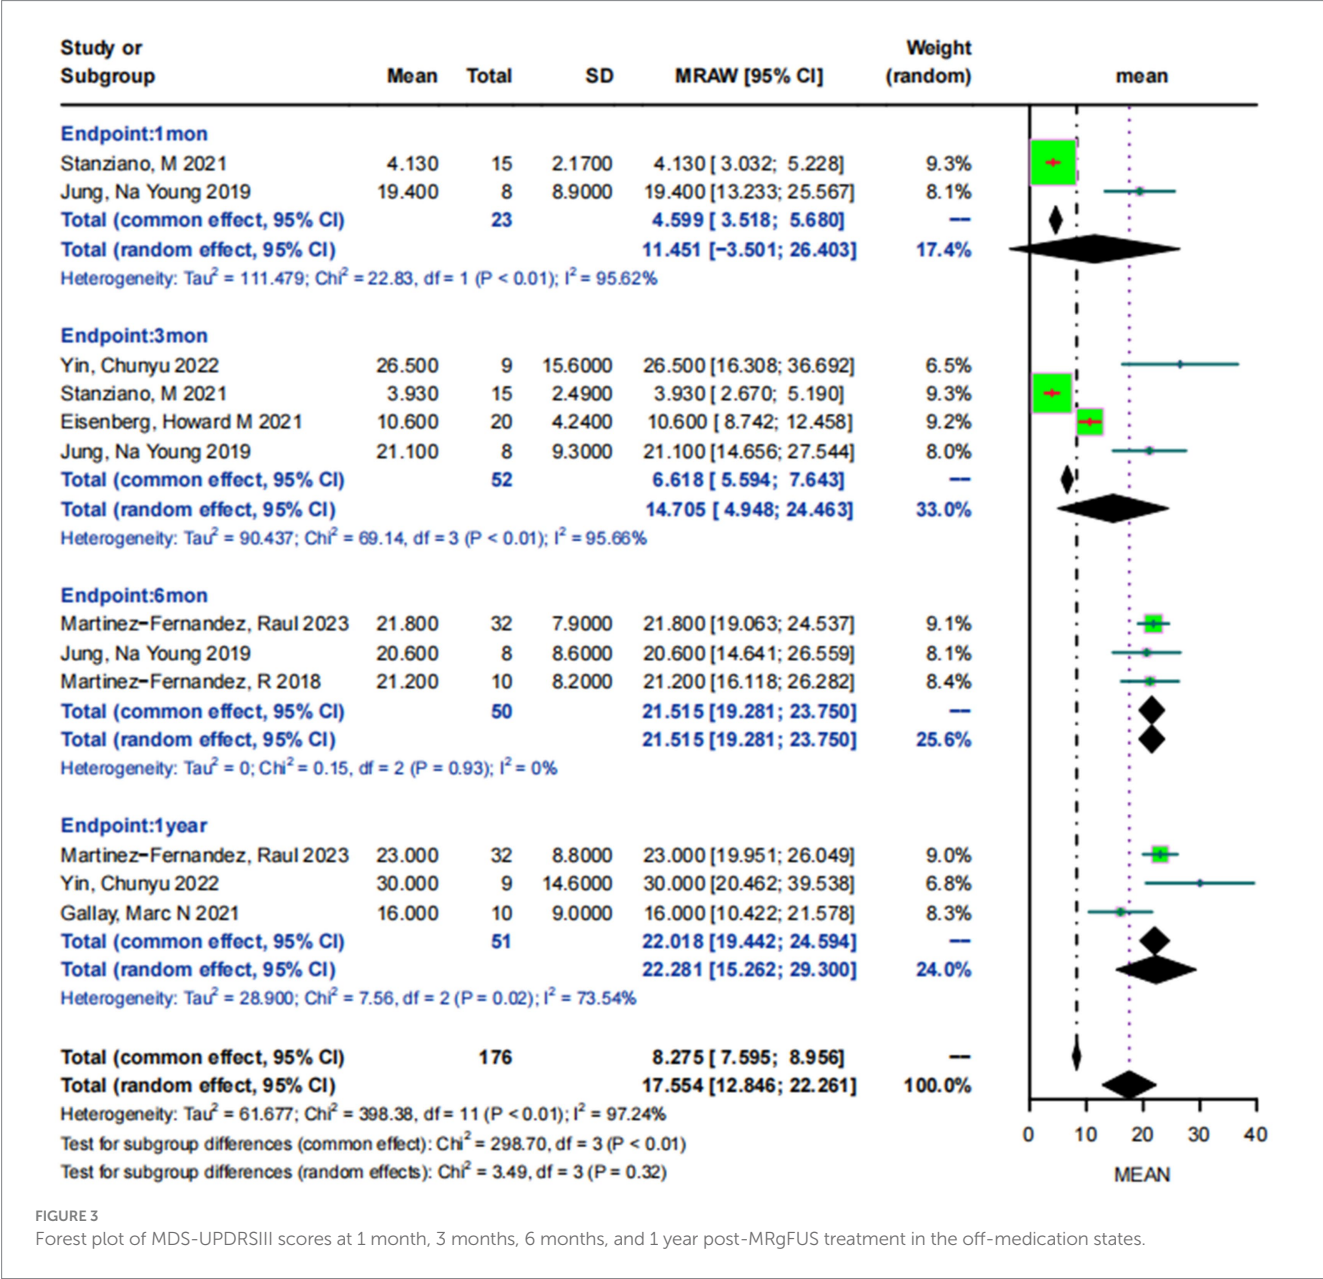 Study or Weight
Subgroup Mean Total SD MRAW [95% CI] (random) mean
Endpoint:1mon
Stanziano, M 2021 4.130 15 2.1700 4.130 [ 3.032; 5.228] 9.3%
Jung, Na Young 2019 19.400 8 8.9000 19.400 [13.233; 25.567] 8.1%
Total (common effect, 95% CI) 23 4.599 [ 3.518; 5.680] −−
Total (random effect, 95% CI) 11.451 [−3.501; 26.403] 17.4%
Heterogeneity: Tau² = 111.479; Chi² = 22.83, df = 1 (P < 0.01); I² = 95.62%
Endpoint:3mon
Yin, Chunyu 2022 26.500 9 15.6000 26.500 [16.308; 36.692] 6.5%
Stanziano, M 2021 3.930 15 2.4900 3.930 [ 2.670; 5.190] 9.3%
Eisenberg, Howard M 2021 10.600 20 4.2400 10.600 [ 8.742; 12.458] 9.2%
Jung, Na Young 2019 21.100 8 9.3000 21.100 [14.656; 27.544] 8.0%
Total (common effect, 95% CI) 52 6.618 [ 5.594; 7.643] −−
Total (random effect, 95% CI) 14.705 [ 4.948; 24.463] 33.0%
Heterogeneity: Tau² = 90.437; Chi² = 69.14, df = 3 (P < 0.01); I² = 95.66%
Endpoint:6mon
Martinez−Fernandez, Raul 2023 21.800 32 7.9000 21.800 [19.063; 24.537] 9.1%
Jung, Na Young 2019 20.600 8 8.6000 20.600 [14.641; 26.559] 8.1%
Martinez−Fernandez, R 2018 21.200 10 8.2000 21.200 [16.118; 26.282] 8.4%
Total (common effect, 95% CI) 50 21.515 [19.281; 23.750] −−
Total (random effect, 95% CI) 21.515 [19.281; 23.750] 25.6%
Heterogeneity: Tau² = 0; Chi² = 0.15, df = 2 (P = 0.93); I² = 0%
Endpoint:1year
Martinez−Fernandez, Raul 2023 23.000 32 8.8000 23.000 [19.951; 26.049] 9.0%
Yin, Chunyu 2022 30.000 9 14.6000 30.000 [20.462; 39.538] 6.8%
Gallay, Marc N 2021 16.000 10 9.0000 16.000 [10.422; 21.578] 8.3%
Total (common effect, 95% CI) 51 22.018 [19.442; 24.594] −−
Total (random effect, 95% CI) 22.281 [15.262; 29.300] 24.0%
Heterogeneity: Tau² = 28.900; Chi² = 7.56, df = 2 (P = 0.02); I² = 73.54%
Total (common effect, 95% CI) 176 8.275 [ 7.595; 8.956] −−
Total (random effect, 95% CI) 17.554 [12.846; 22.261] 100.0%
Heterogeneity: Tau² = 61.677; Chi² = 398.38, df = 11 (P < 0.01); I² = 97.24%
Test for subgroup differences (common effect): Chi² = 298.70, df = 3 (P < 0.01)
Test for subgroup differences (random effects): Chi² = 3.49, df = 3 (P = 0.32)
0 10 20 30 40
MEAN
FIGURE 3
Forest plot of MDS-UPDRSIII scores at 1 month, 3 months, 6 months, and 1 year post-MRgFUS treatment in the off-medication states.